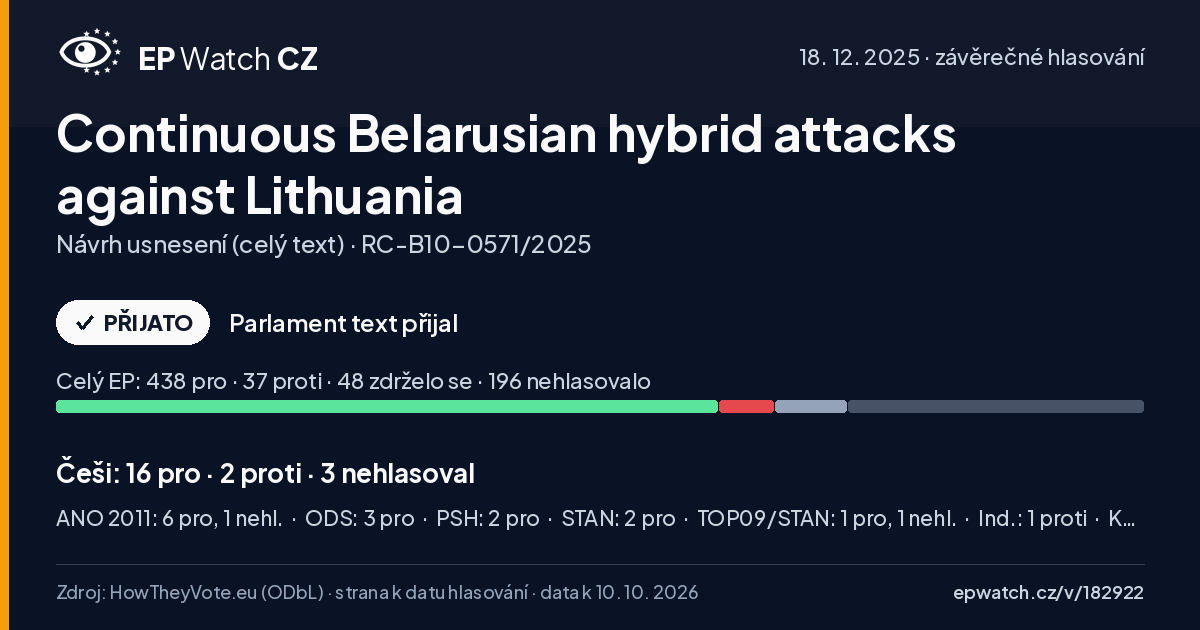 EP Watch CZ
18. 12. 2025 · závěrečné hlasování
Continuous Belarusian hybrid attacks
against Lithuania
Návrh usnesení (celý text) · RC-B10-0571/2025
✓ PŘIJATO
Parlament text přijal
Celý EP: 438 pro · 37 proti · 48 zdrželo se · 196 nehlasovalo
Češi: 16 pro · 2 proti · 3 nehlasoval
ANO 2011: 6 pro, 1 nehl. · ODS: 3 pro · PSH: 2 pro · STAN: 2 pro · TOP09/STAN: 1 pro, 1 nehl. · Ind.: 1 proti · K…
Zdroj: HowTheyVote.eu (ODbL) · strana k datu hlasování · data k 10. 10. 2026
epwatch.cz/v/182922